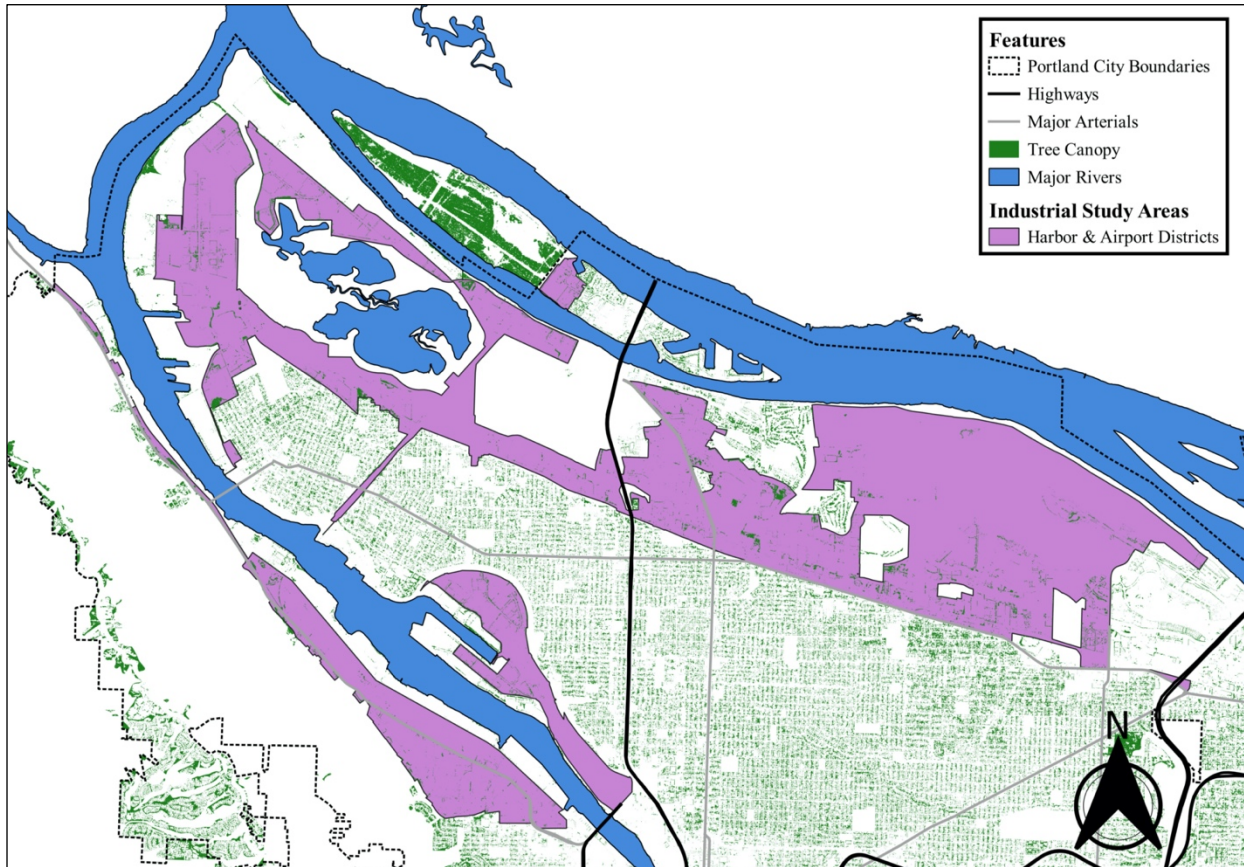 Features
Portland City Boundaries
Highways
Major Arterials
Tree Canopy
Major Rivers
Industrial Study Areas
Harbor & Airport Districts
N